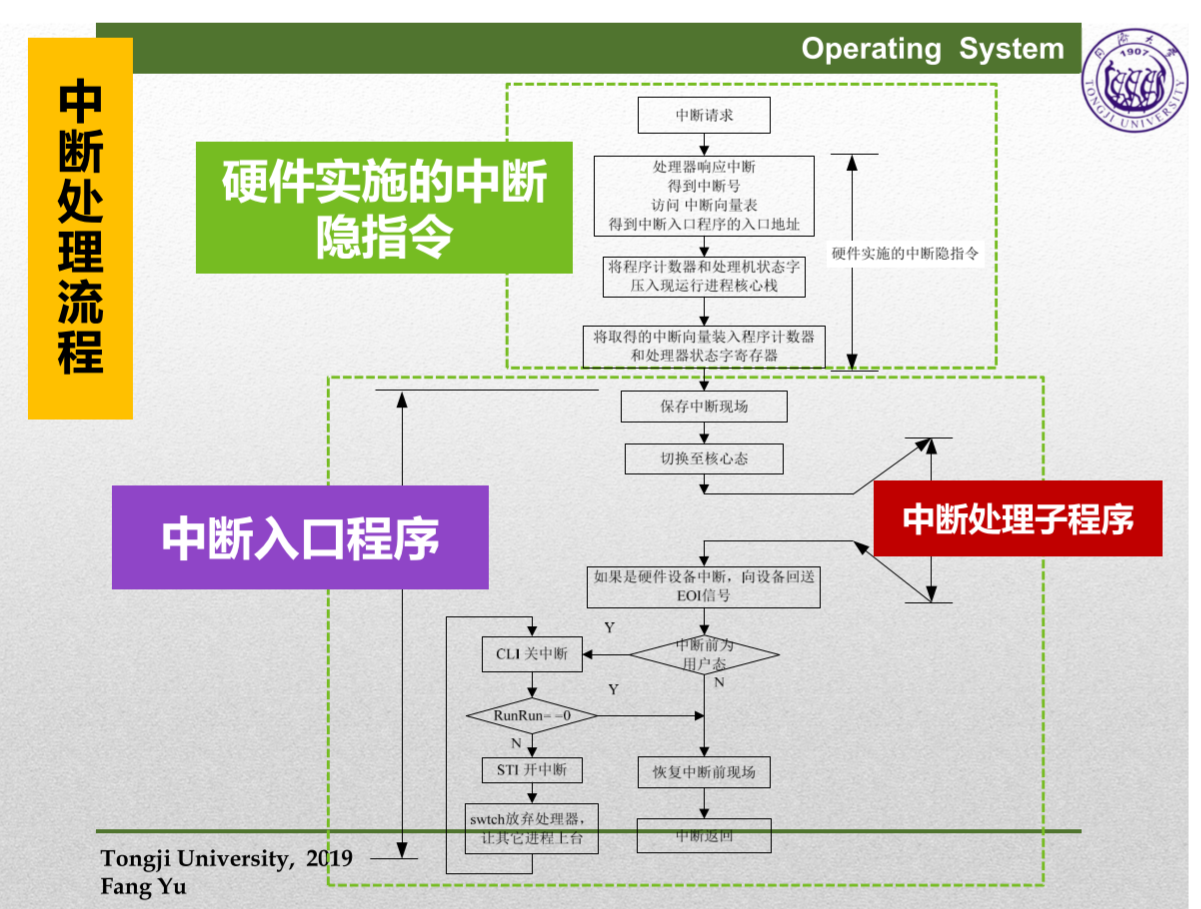 Operating System
同济大学
1907
TONGJI UNIVERSITY
中断处理流程
硬件实施的中断
隐指令
中断请求
处理器响应中断
得到中断号
访问 中断向量表
得到中断入口程序的入口地址
硬件实施的中断隐指令
将程序计数器和处理机状态字
压入现运行进程核心栈
将取得的中断向量装入程序计数器
和处理器状态字寄存器
保存中断现场
切换至核心态
中断入口程序
中断处理子程序
如果是硬件设备中断，向设备回送
EOI信号
Y
CLI 关中断
中断前为
用户态
N
Y
RunRun= =0
N
STI 开中断
恢复中断前现场
swtch放弃处理器，
让其它进程上台
中断返回
Tongji University, 2019
Fang Yu